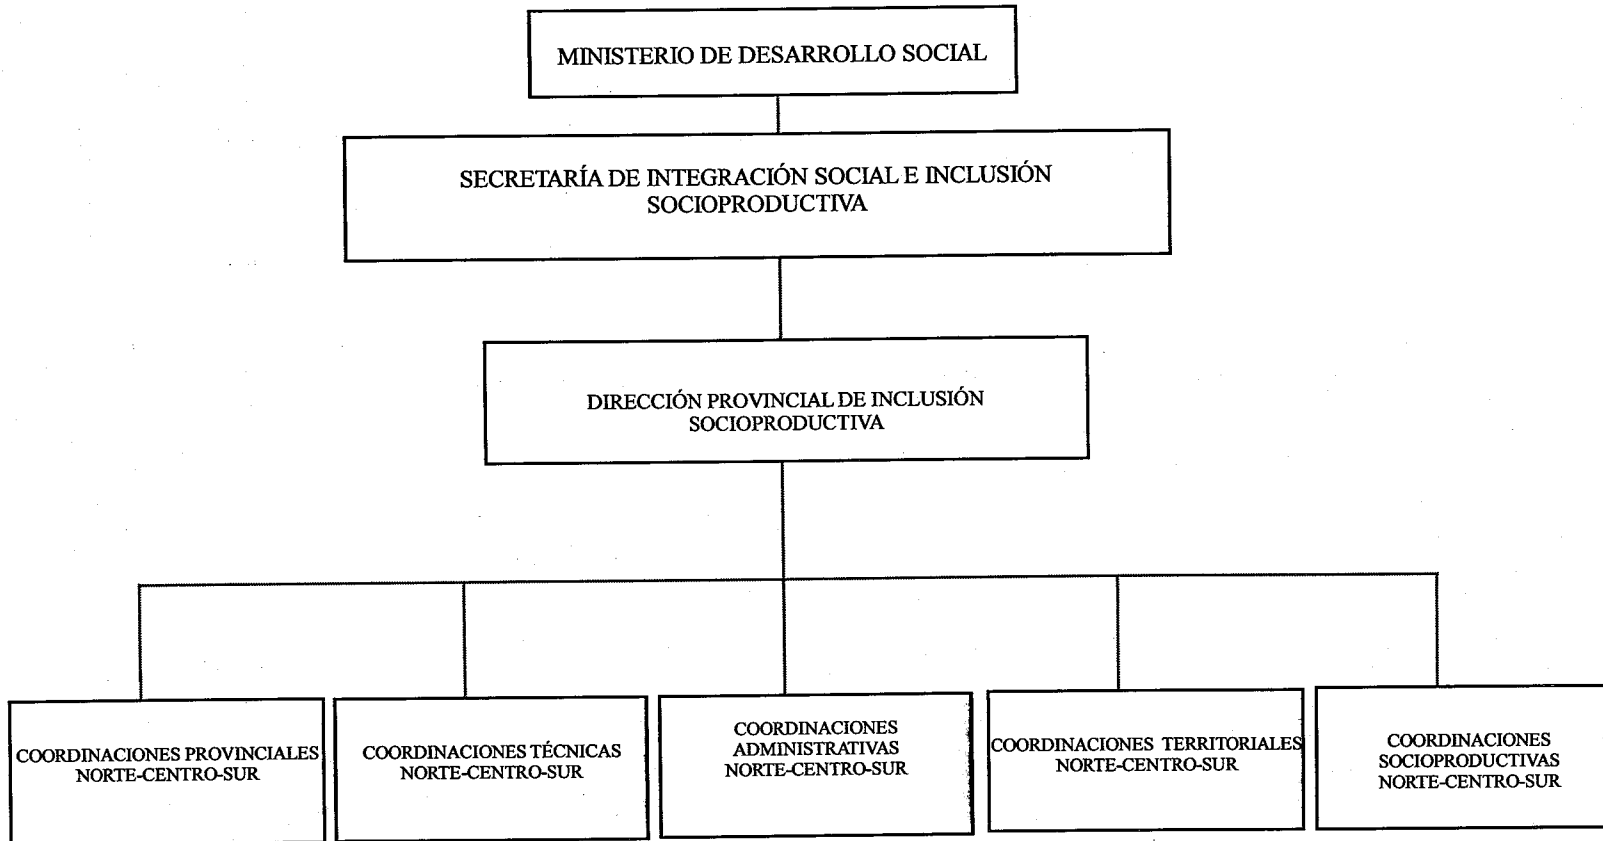 MINISTERIO DE DESARROLLO SOCIAL
SECRETARÍA DE INTEGRACIÓN SOCIAL E INCLUSIÓN
SOCIOPRODUCTIVA
DIRECCIÓN PROVINCIAL DE INCLUSIÓN
SOCIOPRODUCTIVA
COORDINACIONES PROVINCIALES
NORTE-CENTRO-SUR
COORDINACIONES TÉCNICAS
NORTE-CENTRO-SUR
COORDINACIONES
ADMINISTRATIVAS
NORTE-CENTRO-SUR
COORDINACIONES TERRITORIALES
NORTE-CENTRO-SUR
COORDINACIONES
SOCIOPRODUCTIVAS
NORTE-CENTRO-SUR